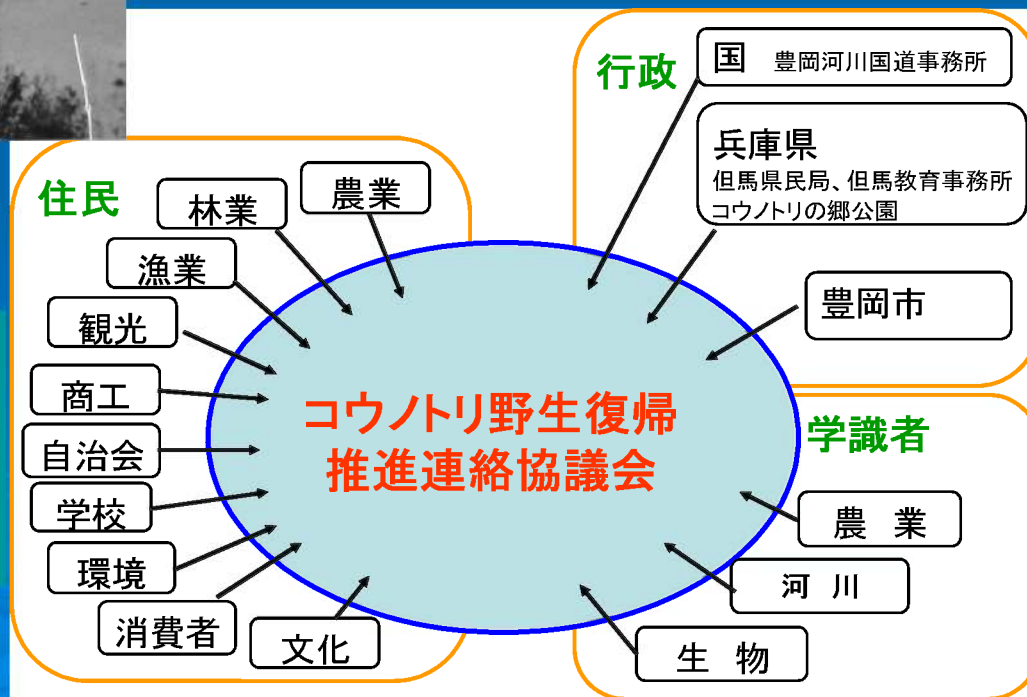 行政
国 豊岡河川国道事務所
兵庫県
但馬県民局、但馬教育事務所
コウノトリの郷公園
豊岡市
住民
農業
林業
漁業
観光
商工
自治会
学校
環境
消費者
文化
コウノトリ野生復帰
推進連絡協議会
学識者
農 業
河 川
生 物